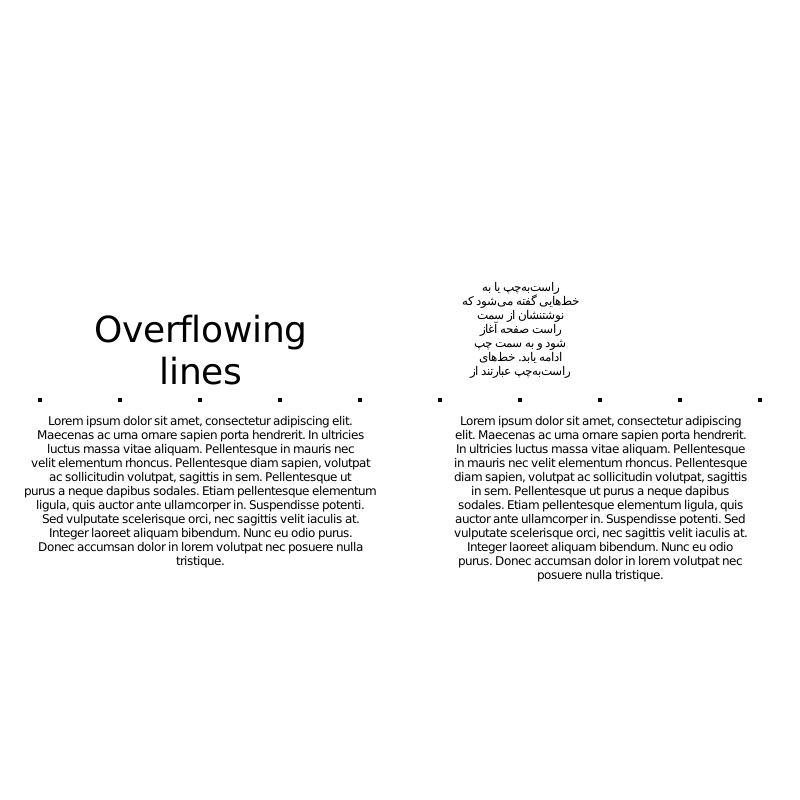 Overflowing
lines
Lorem ipsum dolor sit amet, consectetur adipiscing elit.
Maecenas ac urna ornare sapien porta hendrerit. In ultricies
luctus massa vitae aliquam. Pellentesque in mauris nec
velit elementum rhoncus. Pellentesque diam sapien, volutpat
ac sollicitudin volutpat, sagittis in sem. Pellentesque ut
purus a neque dapibus sodales. Etiam pellentesque elementum
ligula, quis auctor ante ullamcorper in. Suspendisse potenti.
Sed vulputate scelerisque orci, nec sagittis velit iaculis at.
Integer laoreet aliquam bibendum. Nunc eu odio purus.
Donec accumsan dolor in lorem volutpat nec posuere nulla
tristique.
راست‌به‌چپ یا به
خط‌هایی گفته می‌شود که
نوشتنشان از سمت
راست صفحه آغاز
شود و به سمت چپ
ادامه یابد. خط‌های
راست‌به‌چپ عبارتند از
Lorem ipsum dolor sit amet, consectetur adipiscing
elit. Maecenas ac urna ornare sapien porta hendrerit.
In ultricies luctus massa vitae aliquam. Pellentesque
in mauris nec velit elementum rhoncus. Pellentesque
diam sapien, volutpat ac sollicitudin volutpat, sagittis
in sem. Pellentesque ut purus a neque dapibus
sodales. Etiam pellentesque elementum ligula, quis
auctor ante ullamcorper in. Suspendisse potenti. Sed
vulputate scelerisque orci, nec sagittis velit iaculis at.
Integer laoreet aliquam bibendum. Nunc eu odio
purus. Donec accumsan dolor in lorem volutpat nec
posuere nulla tristique.